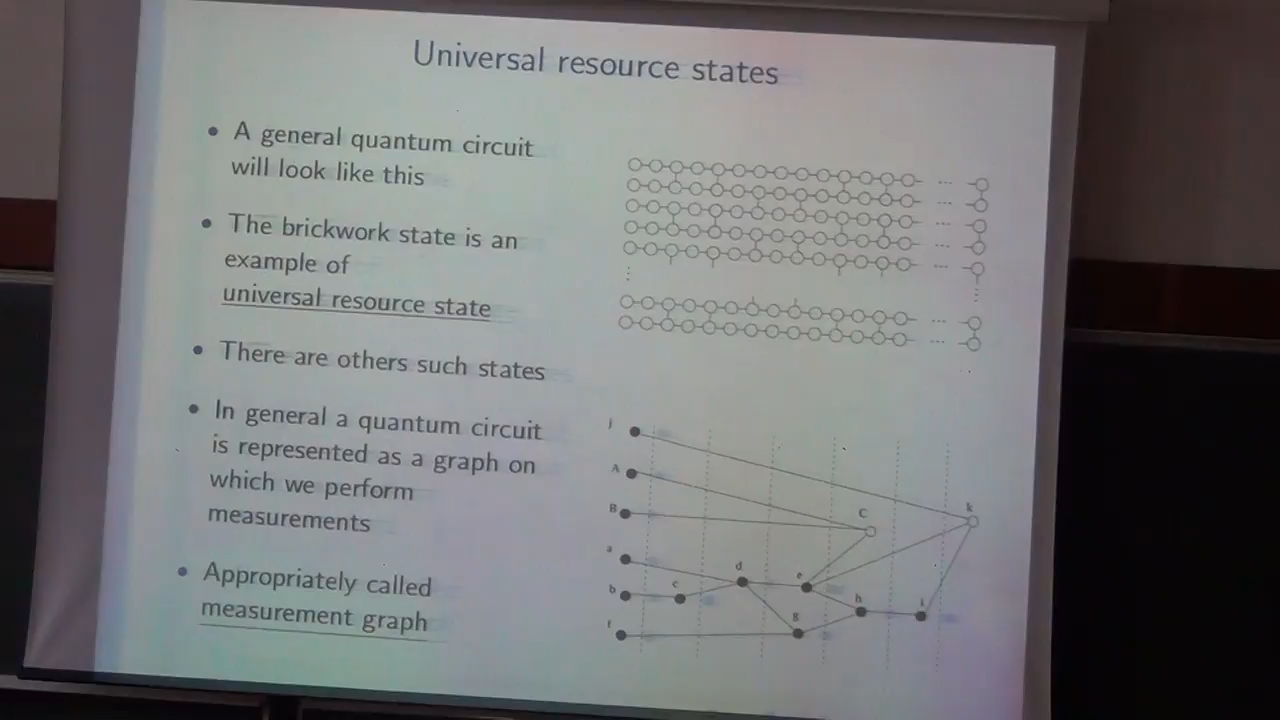 Universal resource states
• A general quantum circuit
will look like this
• The brickwork state is an
example of
universal resource state
• There are others such states
• In general a quantum circuit
is represented as a graph on
which we perform
measurements
• Appropriately called
measurement graph
... 
...
...
...
...
...
...
j
A
B
C
k
a
d
e
b
c
h
i
f
g